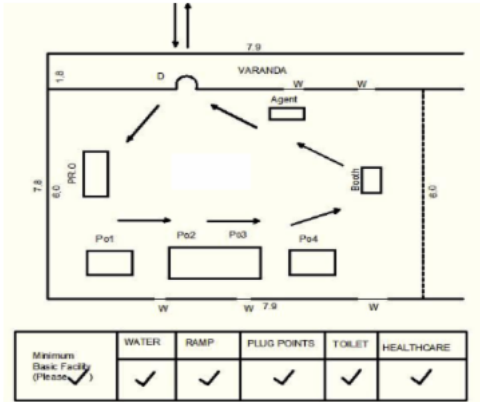 7.9
1,8
D
VARANDA
W
W
Agent
7,8
6,0
PR.0
Booth
6,0
Po1
Po2
Po3
Po4
W
W
7.9
W
Minimum
Basic Facility
(Please ✓ )
WATER
RAMP
PLUG POINTS
TOILET
HEALTHCARE
✓
✓
✓
✓
✓